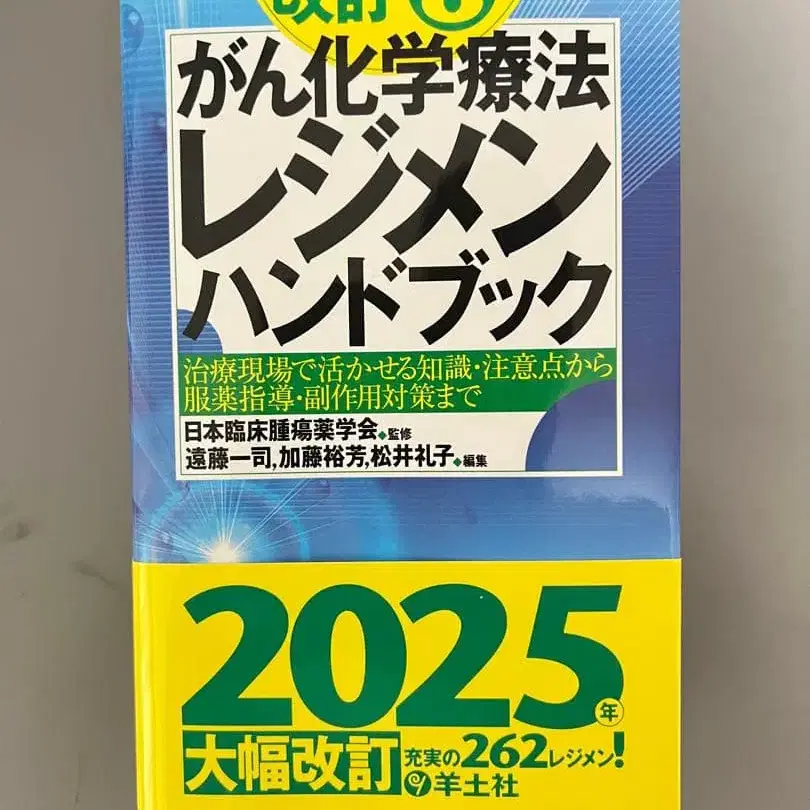 改訂
がん化学療法
レジメン
ハンドブック
治療現場で活かせる知識・注意点から
服薬指導・副作用対策まで
日本臨床腫瘍薬学会◆監修
遠藤一司,加藤裕芳,松井礼子◆編集
2025年
大幅改訂 充実の262レジメン!
羊土社